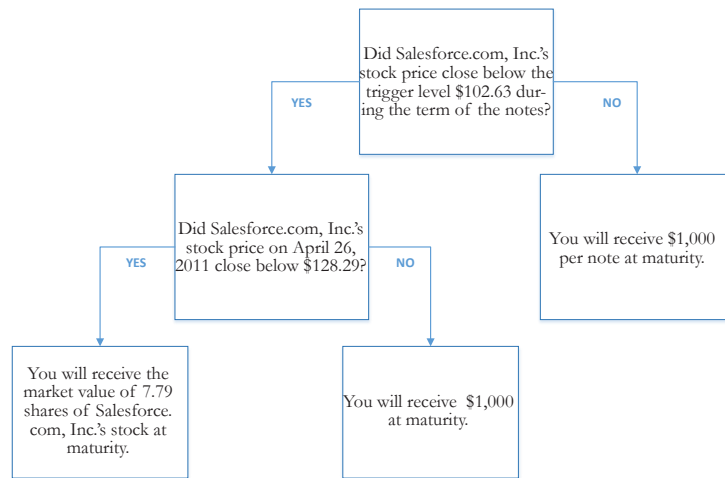 Did Salesforce.com, Inc.'s
stock price close below the
trigger level $102.63 dur-
ing the term of the notes?
YES
NO
Did Salesforce.com, Inc.'s
stock price on April 26,
2011 close below $128.29?
You will receive $1,000
per note at maturity.
YES
NO
You will receive the
market value of 7.79
shares of Salesforce.
com, Inc.'s stock at
maturity.
You will receive $1,000
at maturity.